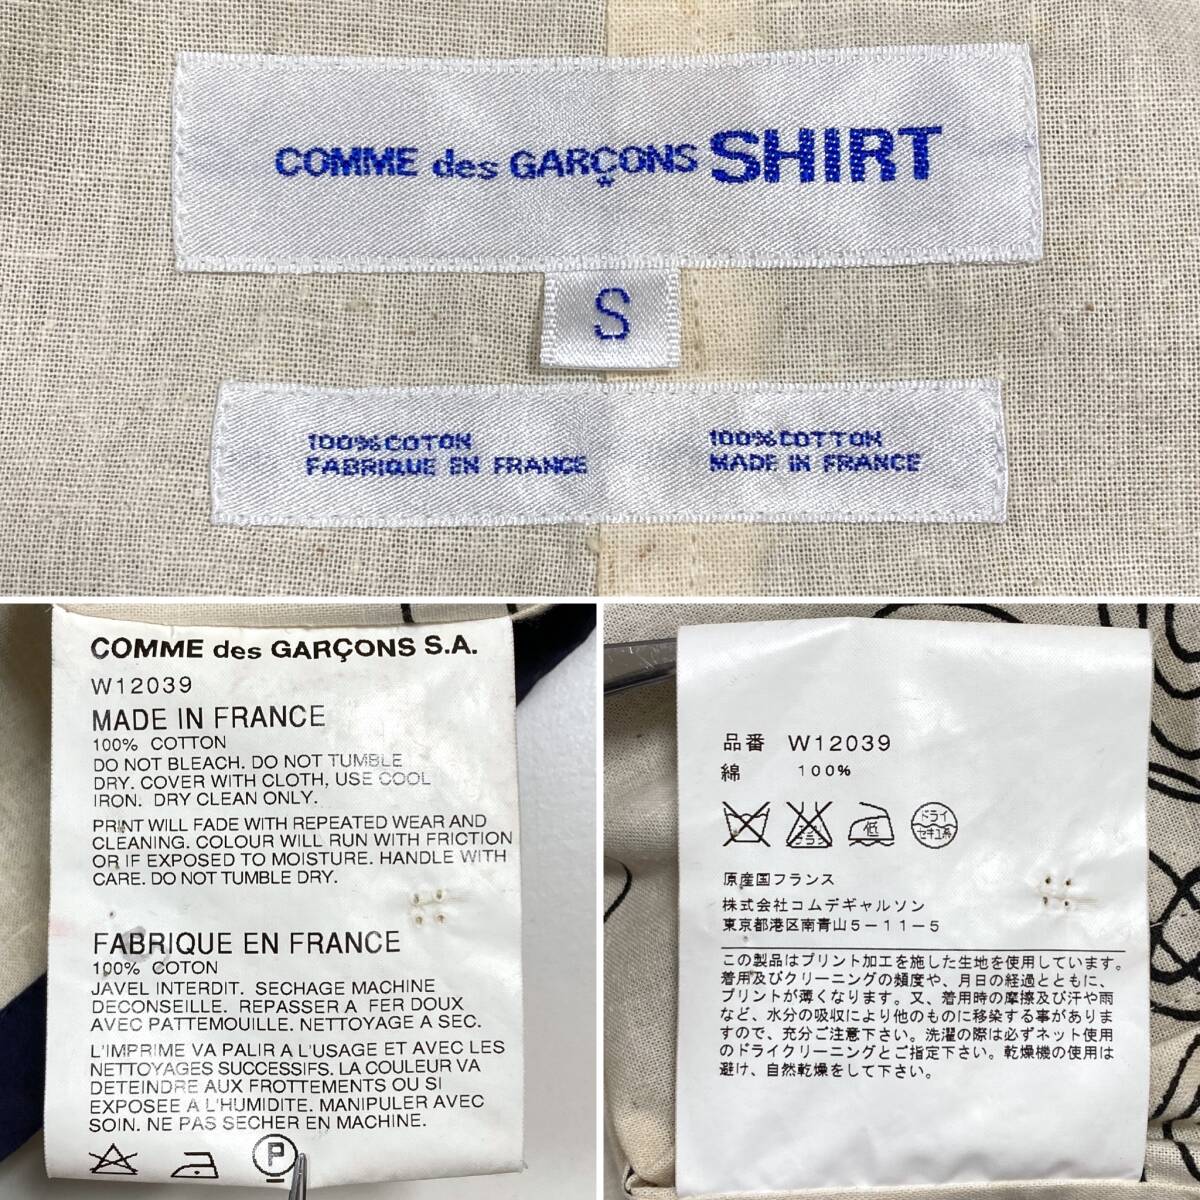 COMME des GARÇONS SHIRT
S
100% COTON
FABRIQUE EN FRANCE
100% COTTON
MADE IN FRANCE
COMME des GARÇONS S.A.
W12039
MADE IN FRANCE
100% COTTON
DO NOT BLEACH. DO NOT TUMBLE
DRY. COVER WITH CLOTH, USE COOL
IRON. DRY CLEAN ONLY.
PRINT WILL FADE WITH REPEATED WEAR AND
CLEANING. COLOUR WILL RUN WITH FRICTION
OR IF EXPOSED TO MOISTURE. HANDLE WITH
CARE. DO NOT TUMBLE DRY.
FABRIQUE EN FRANCE
100% COTON
JAVEL INTERDIT. SECHAGE MACHINE
DECONSEILLE. REPASSER A FER DOUX
AVEC PATTEMOUILLE. NETTOYAGE A SEC.
L'IMPRIME VA PALIR A L'USAGE ET AVEC LES
NETTOYAGES SUCCESSIFS. LA COULEUR VA
DETEINDRE AUX FROTTEMENTS OU SI
EXPOSEE A L'HUMIDITE. MANIPULER AVEC
SOIN. NE PAS SECHER EN MACHINE.
P
品番 W12039
綿 100%
エンソ サラシ 低 ドライ セキユ系
原産国フランス
株式会社コムデギャルソン
東京都港区南青山5-11-5
この製品はプリント加工を施した生地を使用しています。
着用及びクリーニングの頻度や、月日の経過とともに、
プリントが薄くなります。又、着用時の摩擦及び汗や雨
など、水分の吸収により他のものに移染する事がありま
すので、充分ご注意下さい。洗濯の際は必ずネット使用
のドライクリーニングとご指定下さい。乾燥機の使用は
避け、自然乾燥をして下さい。